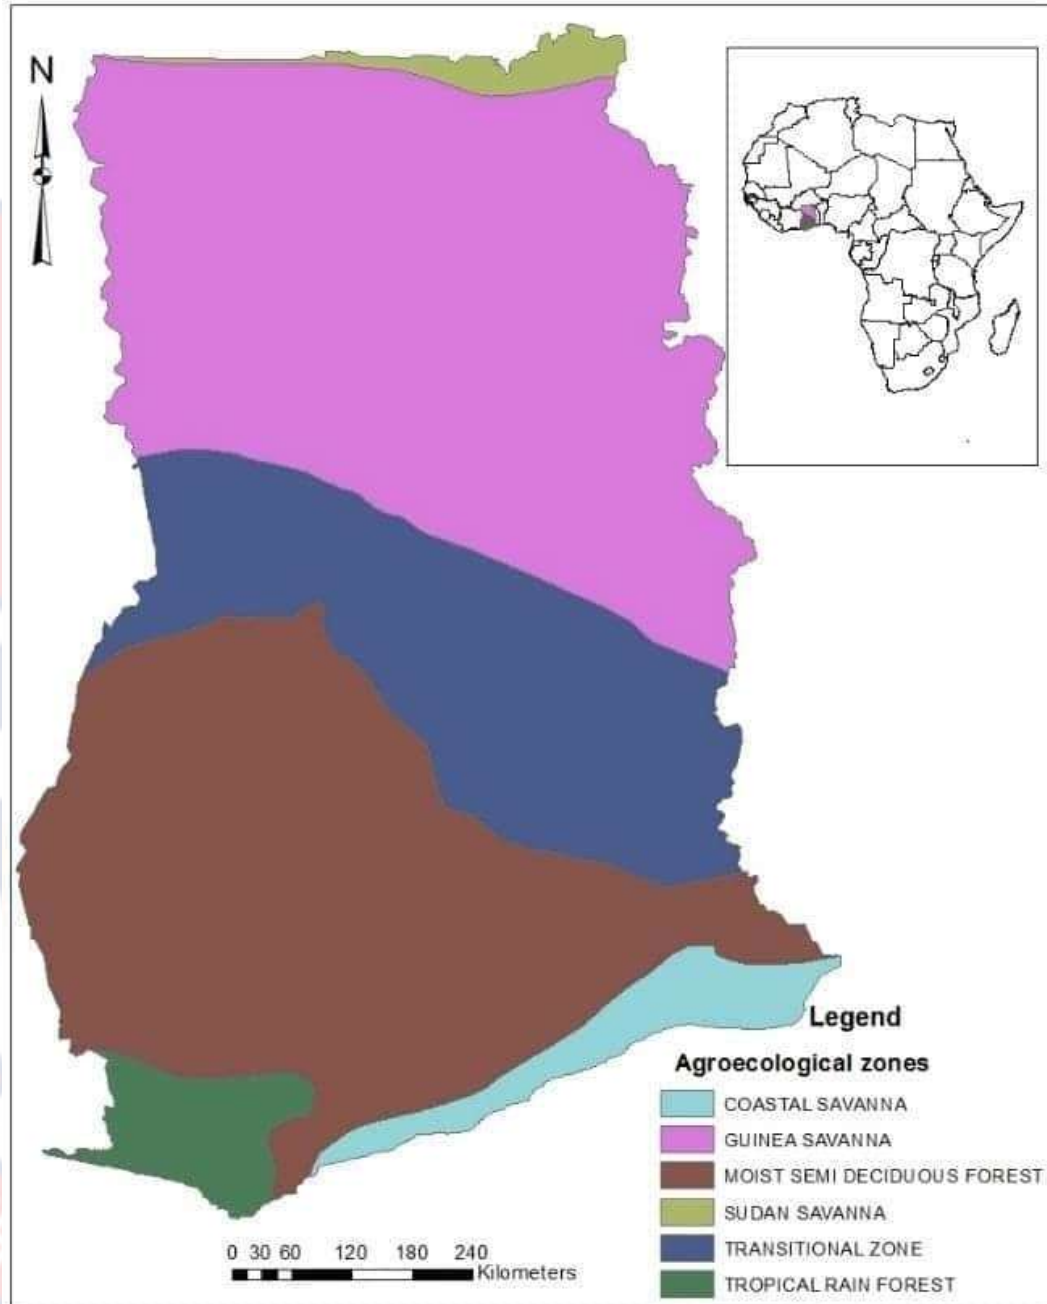 N
Legend
Agroecological zones
COASTAL SAVANNA
GUINEA SAVANNA
MOIST SEMI DECIDUOUS FOREST
SUDAN SAVANNA
TRANSITIONAL ZONE
TROPICAL RAIN FOREST
0 30 60 120 180 240
Kilometers